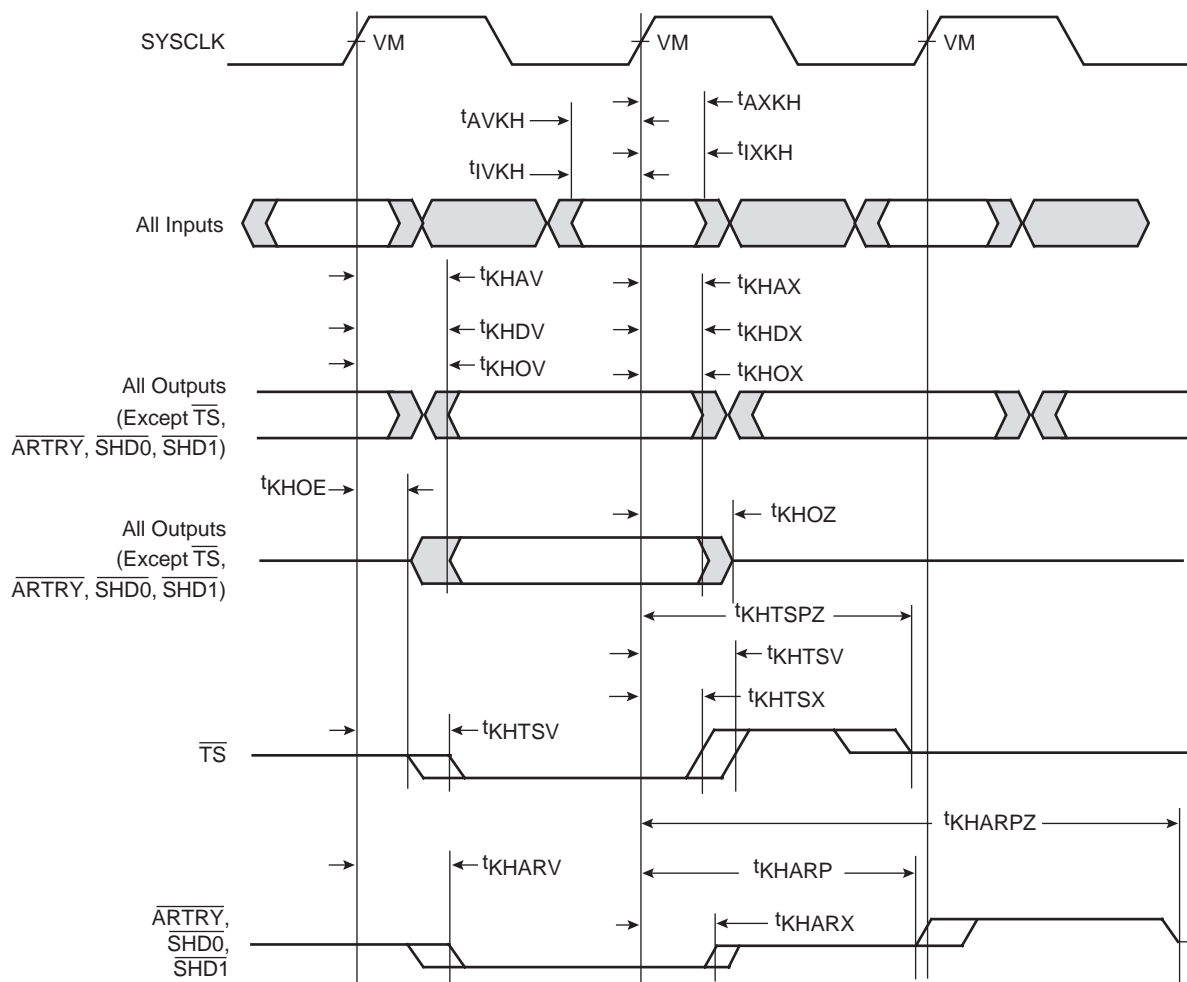 SYSCLK VM VM VM
tAXKH
tAVKH
tIXKH
tIVKH
All Inputs
tKHAV tKHAX
tKHDV tKHDX
tKHOV tKHOX
All Outputs
(Except TS,
ARTRY, SHD0, SHD1)
tKHOE
tKHOZ
All Outputs
(Except TS,
ARTRY, SHD0, SHD1)
tKHTSPZ
tKHTSV
tKHTSX
tKHTSV
TS
tKHARPZ
tKHARV tKHARP
tKHARX
ARTRY,
SHD0,
SHD1